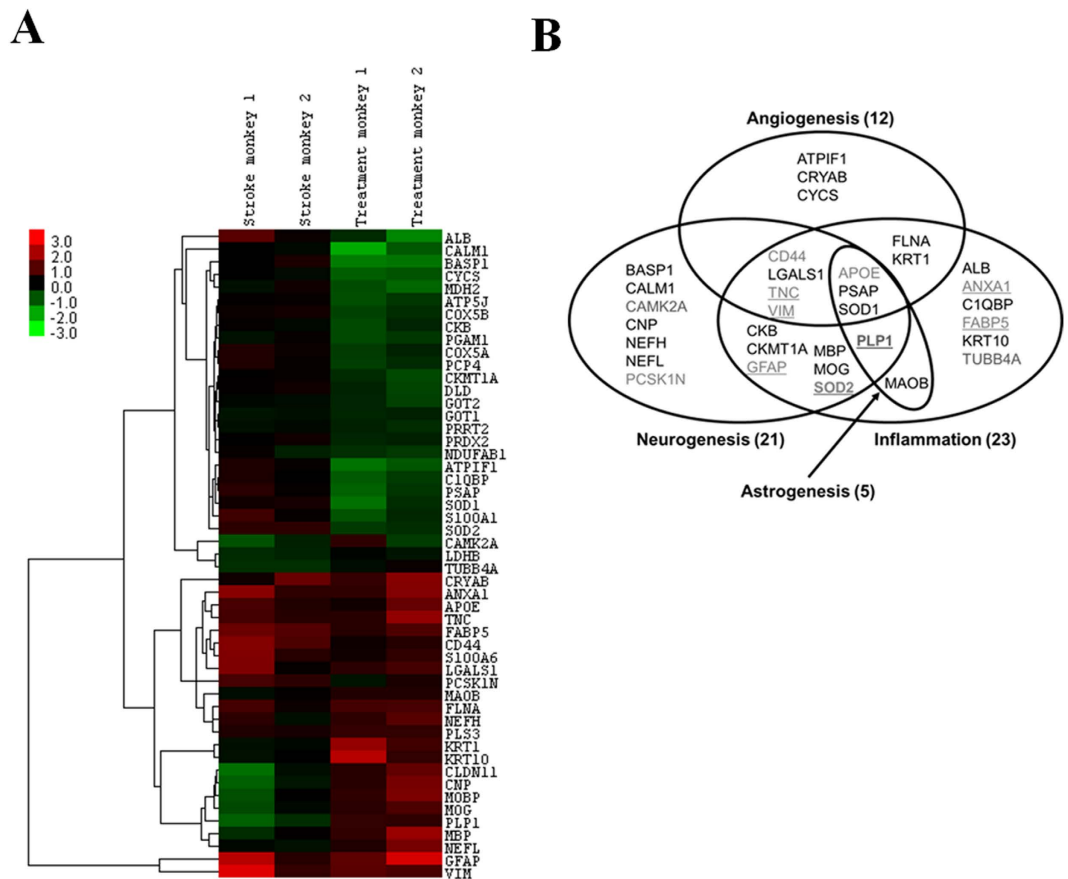 A
B
Stroke monkey 1
Stroke monkey 2
Treatment monkey 1
Treatment monkey 2
3.0
2.0
1.0
0.0
-1.0
-2.0
-3.0
ALB
CALM1
BASP1
CYCS
MDH2
ATP5J
COX5B
CKB
PGAM1
COX5A
PCP4
CKMT1A
DLD
GOT2
GOT1
PRRT2
PRDX2
NDUFAB1
ATPIF1
C1QBP
PSAP
SOD1
S100A1
SOD2
CAMK2A
LDHB
TUBB4A
CRYAB
ANXA1
APOE
TNC
FABP5
CD44
S100A6
LGALS1
PCSK1N
MAOB
FLNA
NEFH
PLS3
KRT1
KRT10
CLDN11
CNP
MOBP
MOG
PLP1
MBP
NEFL
GFAP
VIM
Angiogenesis (12)
ATPIF1
CRYAB
CYCS
FLNA
KRT1
CD44
LGALS1
TNC
VIM
APOE
PSAP
SOD1
BASP1
CALM1
CAMK2A
CNP
NEFH
NEFL
PCSK1N
ALB
ANXA1
C1QBP
FABP5
KRT10
TUBB4A
CKB
CKMT1A
GFAP
MBP
MOG
SOD2
PLP1
MAOB
Neurogenesis (21)
Inflammation (23)
Astrogenesis (5)